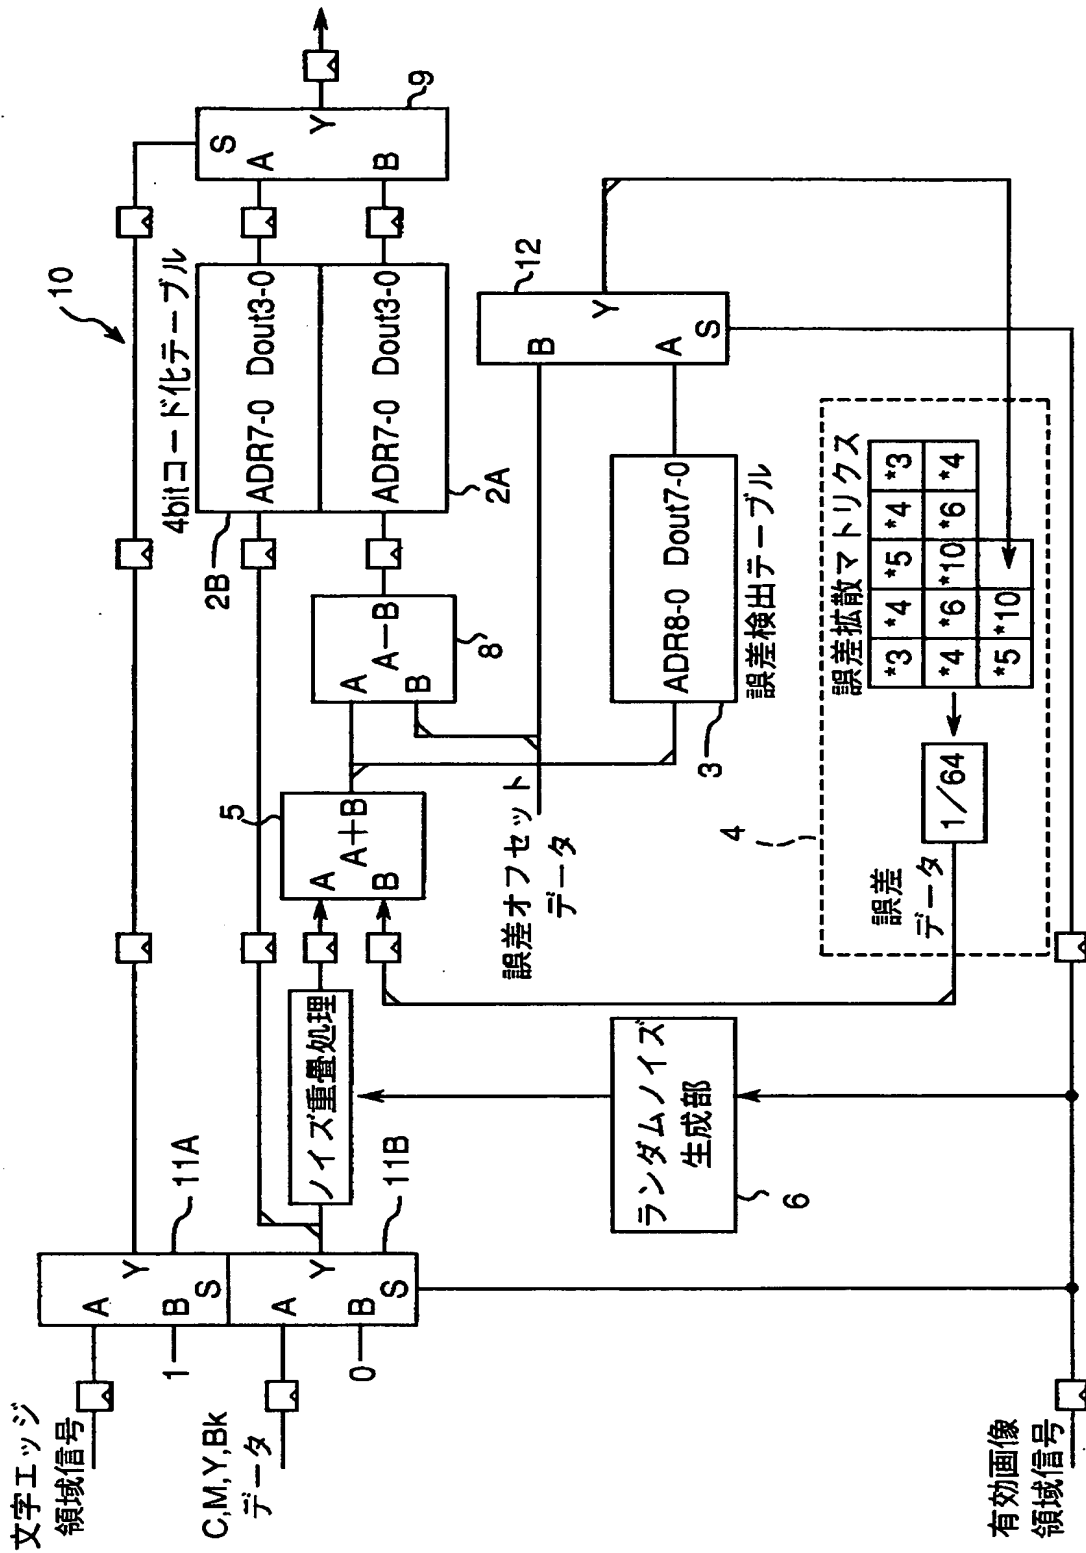 文字エッジ
領域信号
C,M,Y,Bk
データ
有効画像
領域信号
1
0
A
Y
B
S
11A
A
Y
B
S
11B
ノイズ重畳処理
ランダムノイズ
生成部
6
5
A
A+B
B
誤差オフセット
データ
A
A−B
B
8
4bitコード化テーブル
10
2B
ADR7-0 Dout3-0
ADR7-0 Dout3-0
2A
S
A
Y
B
9
12
B
Y
A
S
ADR8-0 Dout7-0
誤差検出テーブル
3
4
誤差
データ
1/64
誤差拡散マトリクス
*3 *4 *5 *4 *3
*4 *6 *10 *6 *4
*5 *10